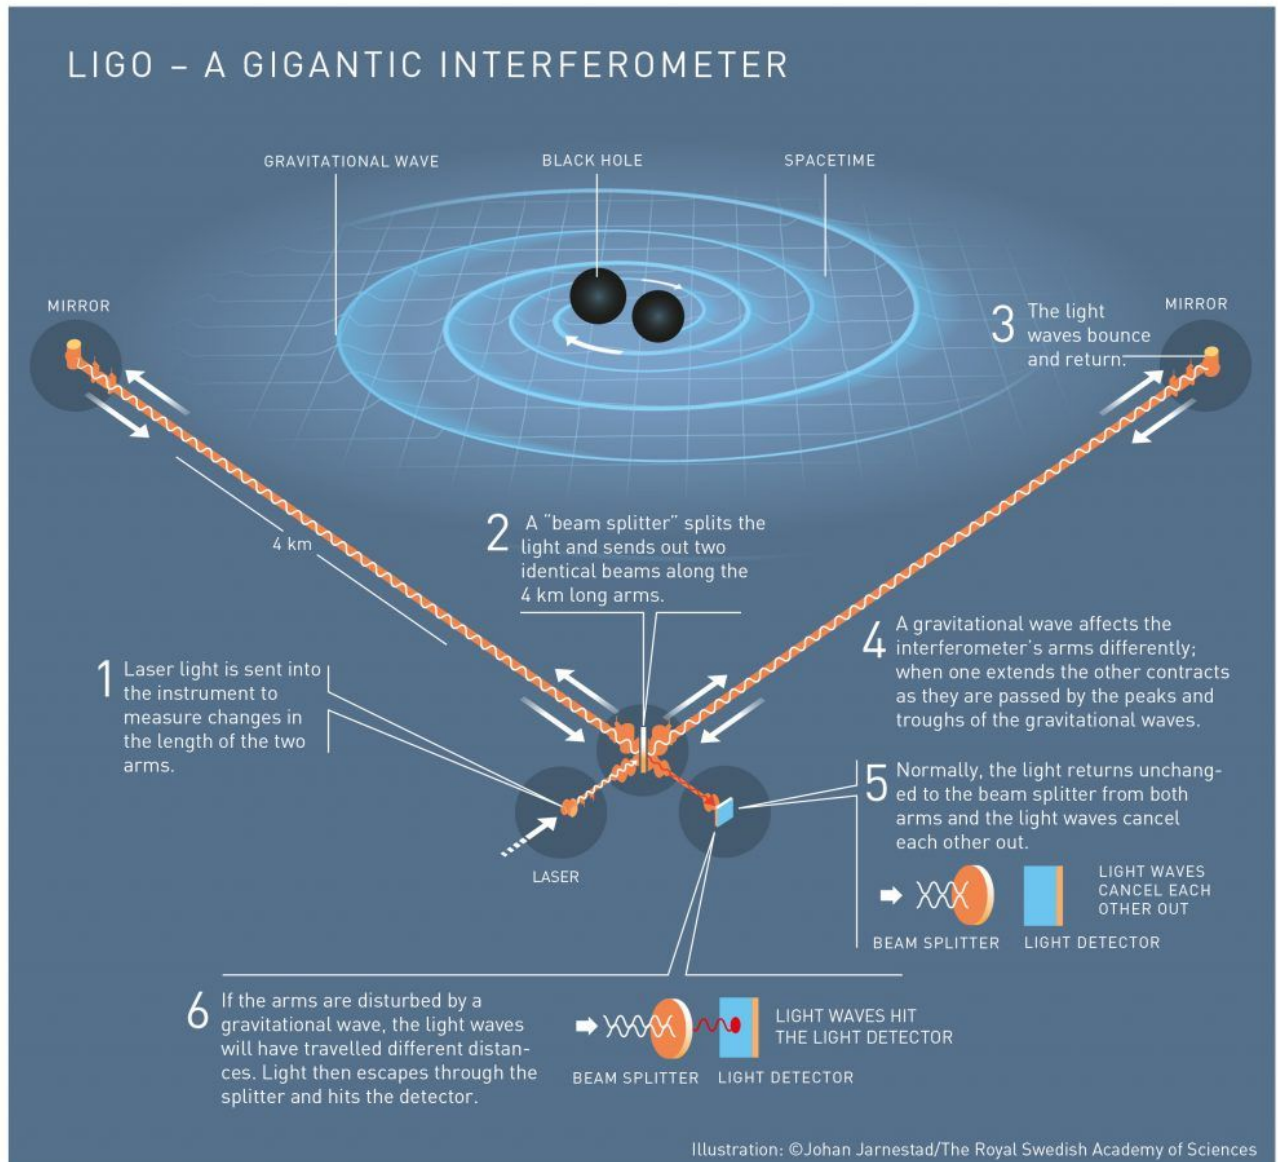 LIGO – A GIGANTIC INTERFEROMETER
GRAVITATIONAL WAVE
BLACK HOLE
SPACETIME
MIRROR
MIRROR
3 The light
waves bounce
and return.
4 km
2 A "beam splitter" splits the
light and sends out two
identical beams along the
4 km long arms.
1 Laser light is sent into
the instrument to
measure changes in
the length of the two
arms.
4 A gravitational wave affects the
interferometer's arms differently;
when one extends the other contracts
as they are passed by the peaks and
troughs of the gravitational waves.
LASER
5 Normally, the light returns unchang-
ed to the beam splitter from both
arms and the light waves cancel
each other out.
LIGHT WAVES
CANCEL EACH
OTHER OUT
BEAM SPLITTER
LIGHT DETECTOR
6 If the arms are disturbed by a
gravitational wave, the light waves
will have travelled different distan-
ces. Light then escapes through the
splitter and hits the detector.
LIGHT WAVES HIT
THE LIGHT DETECTOR
BEAM SPLITTER
LIGHT DETECTOR
Illustration: ©Johan Jarnestad/The Royal Swedish Academy of Sciences